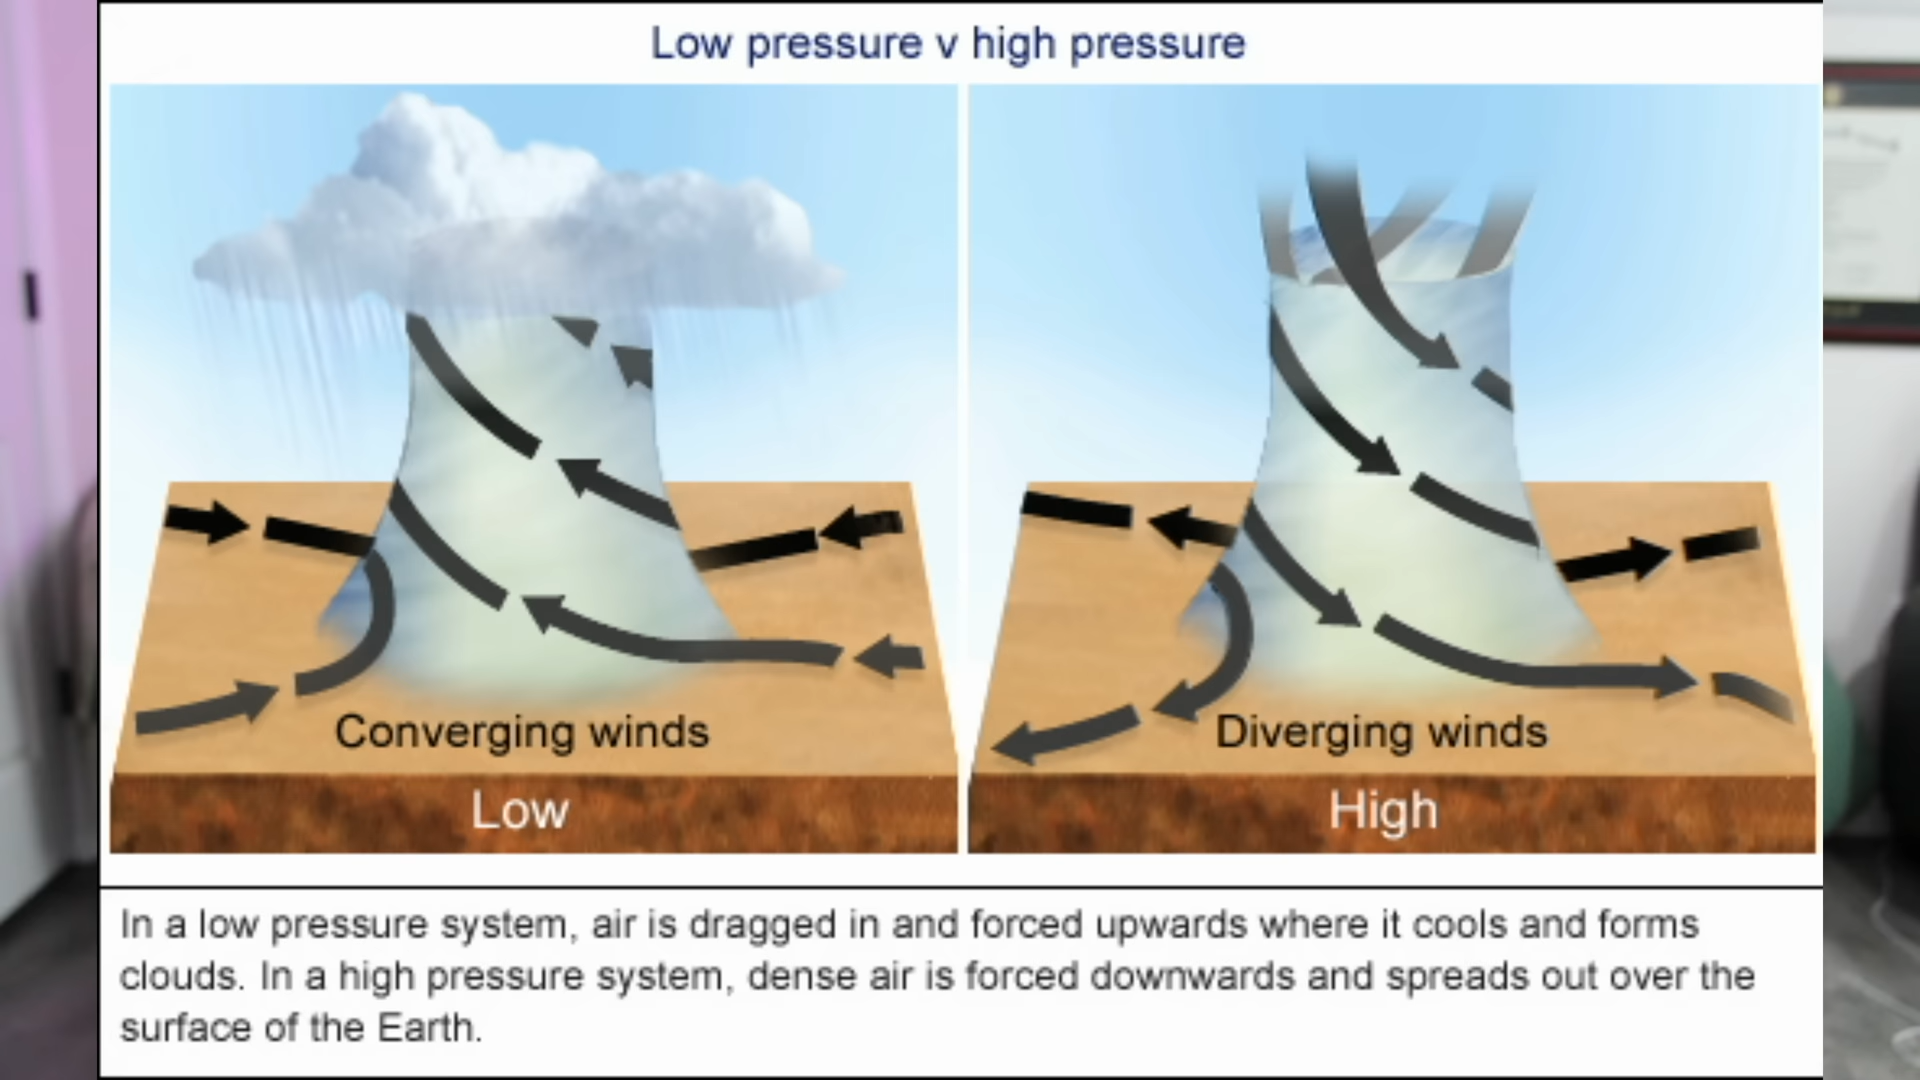 Low pressure v high pressure
Converging winds
Low
Diverging winds
High
In a low pressure system, air is dragged in and forced upwards where it cools and forms
clouds. In a high pressure system, dense air is forced downwards and spreads out over the
surface of the Earth.